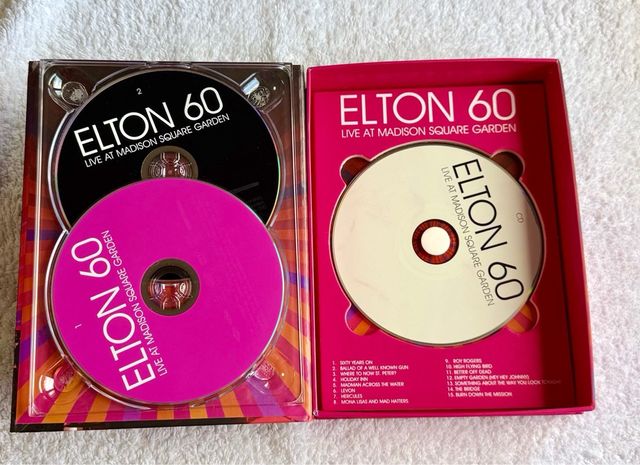 2
ELTON 60
LIVE AT MADISON SQUARE GARDEN
1
ELTON 60
LIVE AT MADISON SQUARE GARDEN
ELTON 60
LIVE AT MADISON SQUARE GARDEN
CD
ELTON 60
LIVE AT MADISON SQUARE GARDEN
1. SIXTY YEARS ON
2. BALLAD OF A WELL KNOWN GUN
3. WHERE TO NOW ST. PETER?
4. HOLIDAY INN
5. MADMAN ACROSS THE WATER
6. LEVON
7. HERCULES
8. MONA LISAS AND MAD HATTERS
9. ROY ROGERS
10. HIGH FLYING BIRD
11. BETTER OFF DEAD
12. EMPTY GARDEN (HEY HEY JOHNNY)
13. SOMETHING ABOUT THE WAY YOU LOOK TONIGHT
14. THE BRIDGE
15. BURN DOWN THE MISSION